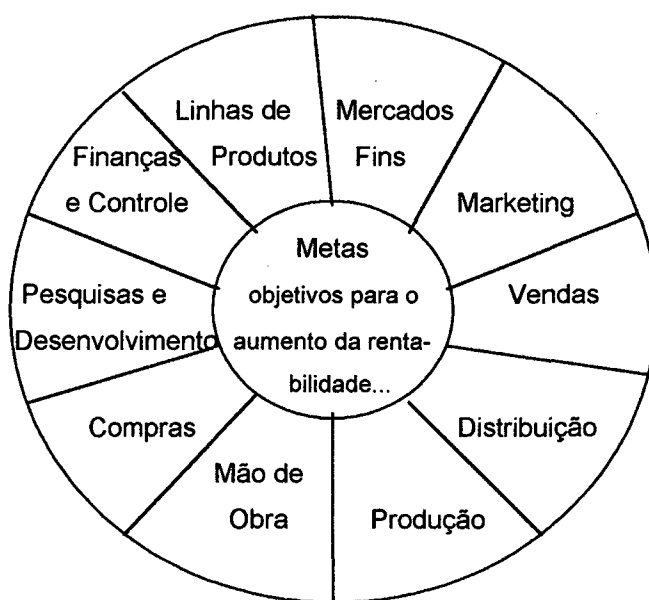 Linhas de
Produtos
Mercados
Fins
Marketing
Vendas
Distribuição
Produção
Mão de
Obra
Compras
Pesquisas e
Desenvolvimento
Finanças
e Controle
Metas
objetivos para o
aumento da renta-
bilidade...